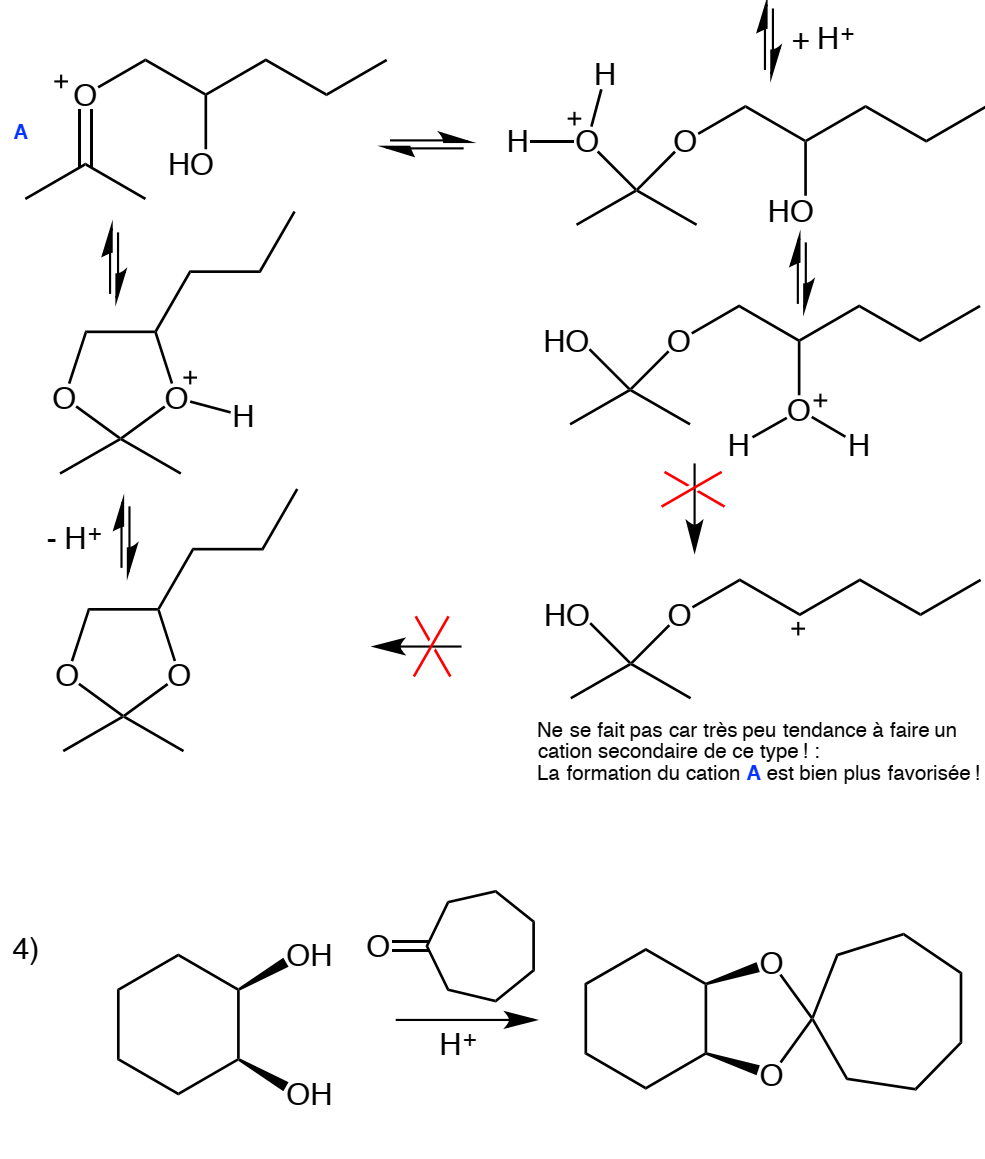 + H+
+
O
H
A
+
H
O
O
HO
HO
HO
O
+
O
O
H
O+
H
H
- H+
HO
O
O
O
+
Ne se fait pas car très peu tendance à faire un
cation secondaire de ce type ! :
La formation du cation A est bien plus favorisée !
4)
OH
O
O
H+
OH
O